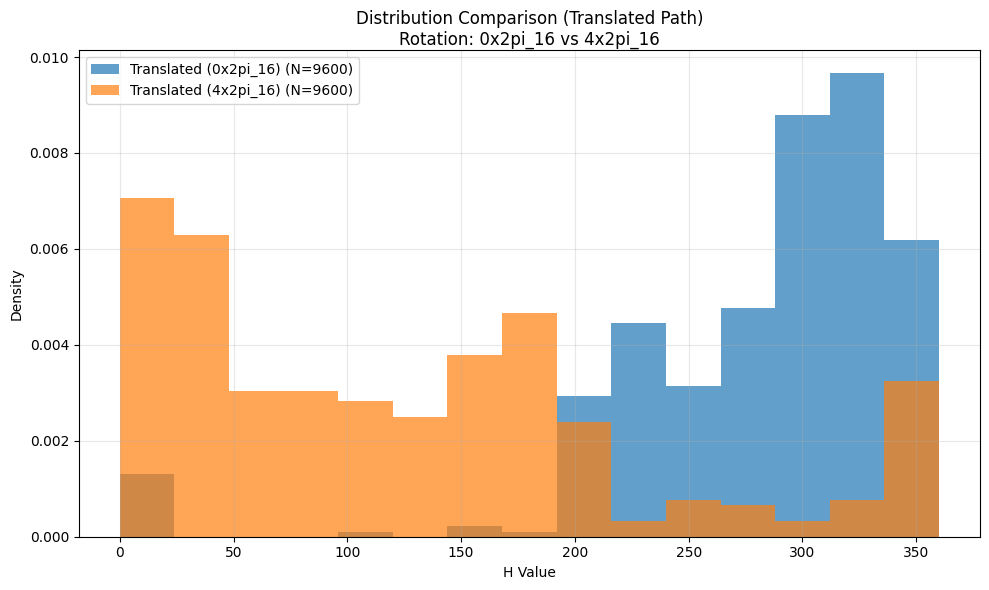 Distribution Comparison (Translated Path)
Rotation: 0x2pi_16 vs 4x2pi_16
Translated (0x2pi_16) (N=9600)
Translated (4x2pi_16) (N=9600)
Density
0.010
0.008
0.006
0.004
0.002
0.000
0 50 100 150 200 250 300 350
H Value